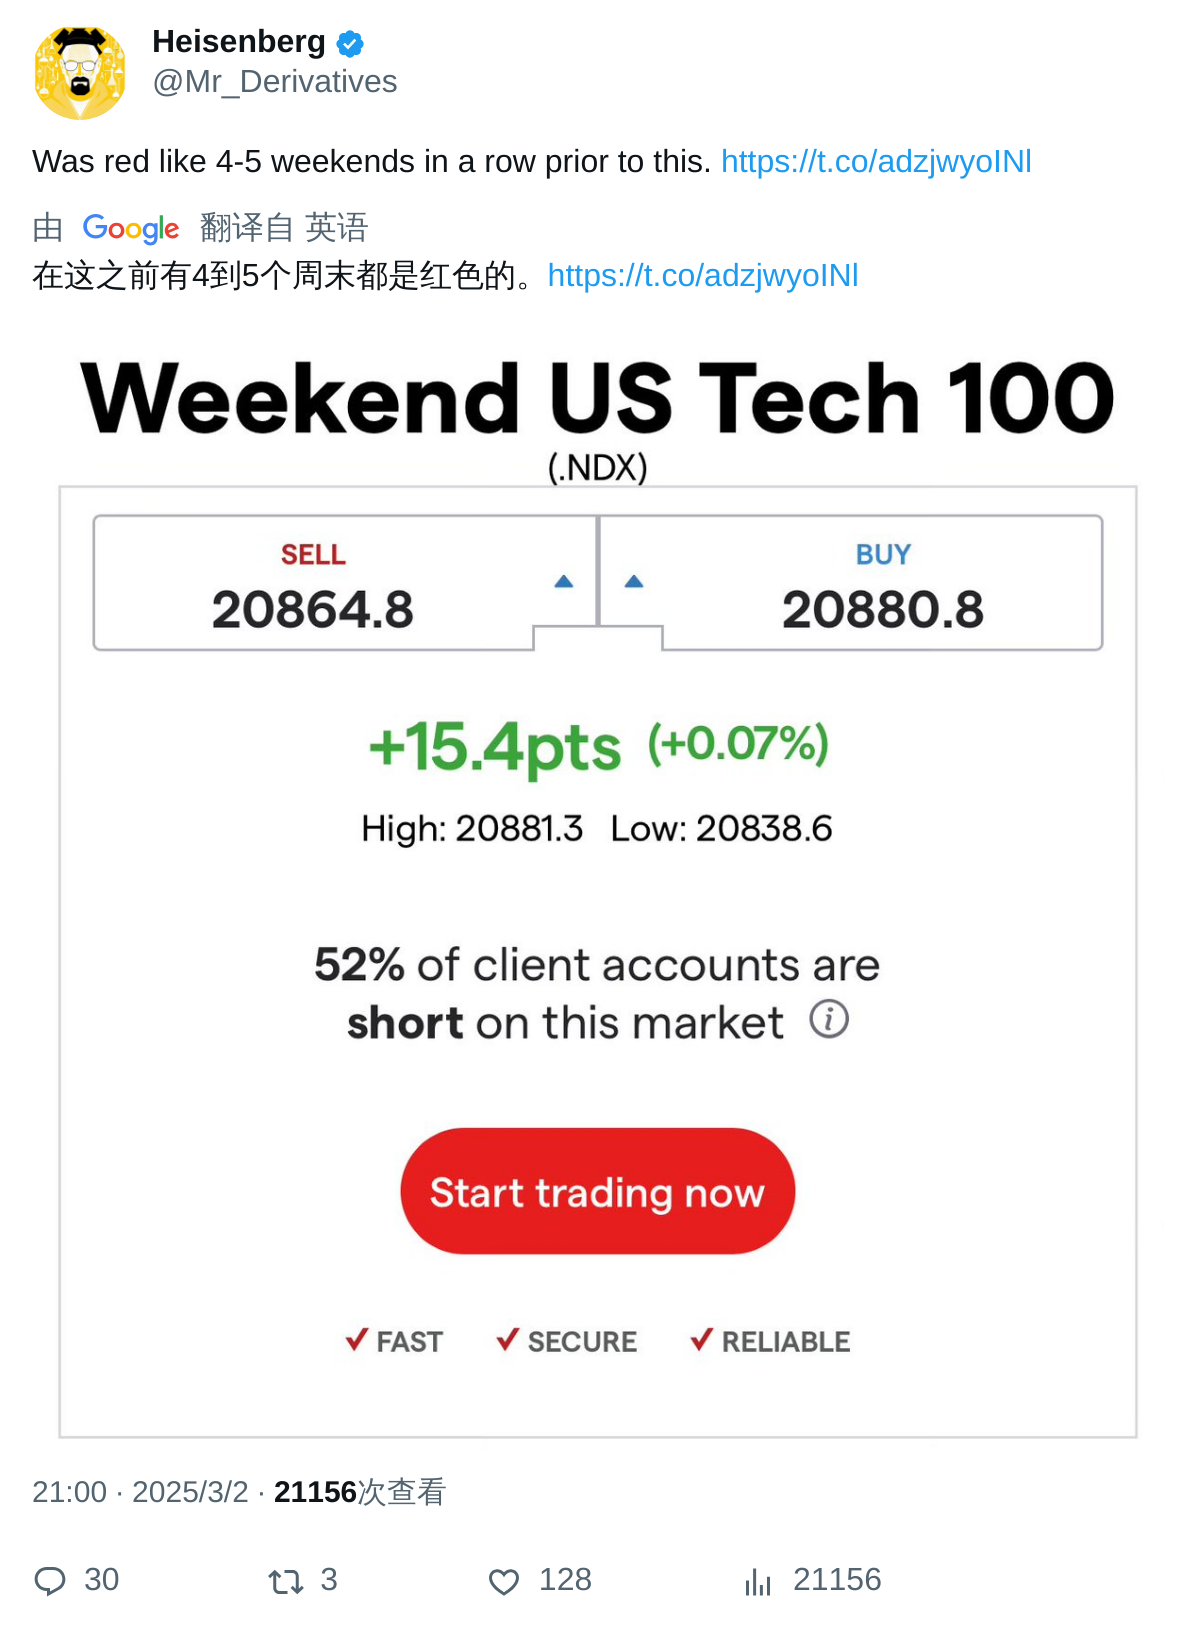 Heisenberg
@Mr_Derivatives
Was red like 4-5 weekends in a row prior to this. https://t.co/adzjwyoINl
由 Google 翻译自 英语
在这之前有4到5个周末都是红色的。https://t.co/adzjwyoINl
Weekend US Tech 100
(.NDX)
SELL BUY
20864.8 20880.8
+15.4pts (+0.07%)
High: 20881.3 Low: 20838.6
52% of client accounts are
short on this market i
Start trading now
FAST SECURE RELIABLE
21:00 · 2025/3/2 · 21156次查看
30 3 128 21156